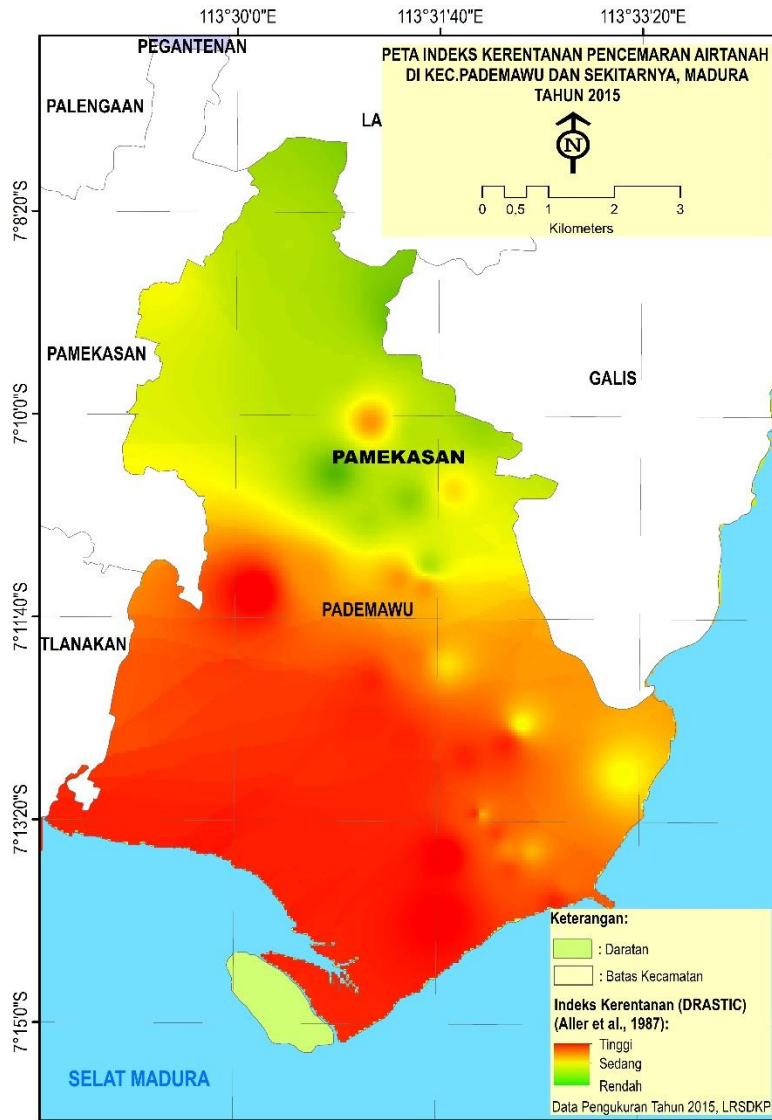 113°30'0"E
113°31'40"E
113°33'20"E
PEGANTENAN
PETA INDEKS KERENTANAN PENCEMARAN AIRTANAH
DI KEC.PADEMAWU DAN SEKITARNYA, MADURA
TAHUN 2015
PALENGAAN
LA
N
0 0,5 1 2 3
Kilometers
7°8'20"S
PAMEKASAN
GALIS
7°10'0"S
PAMEKASAN
7°11'40"S
PADEMAWU
TLANAKAN
7°13'20"S
7°15'0"S
SELAT MADURA
Keterangan:
: Daratan
: Batas Kecamatan
Indeks Kerentanan (DRASTIC)
(Aller et al., 1987):
Tinggi
Sedang
Rendah
Data Pengukuran Tahun 2015, LRSDKP